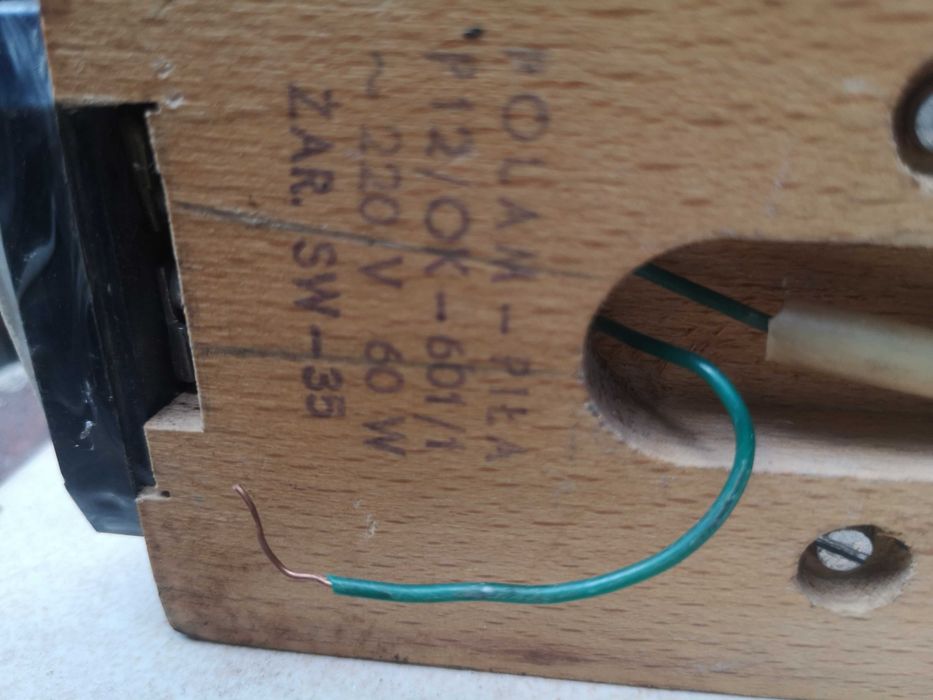 POLAM - PIŁA
P12/OK-601/1
~ 220 V 60 W
ZAR. SW-35